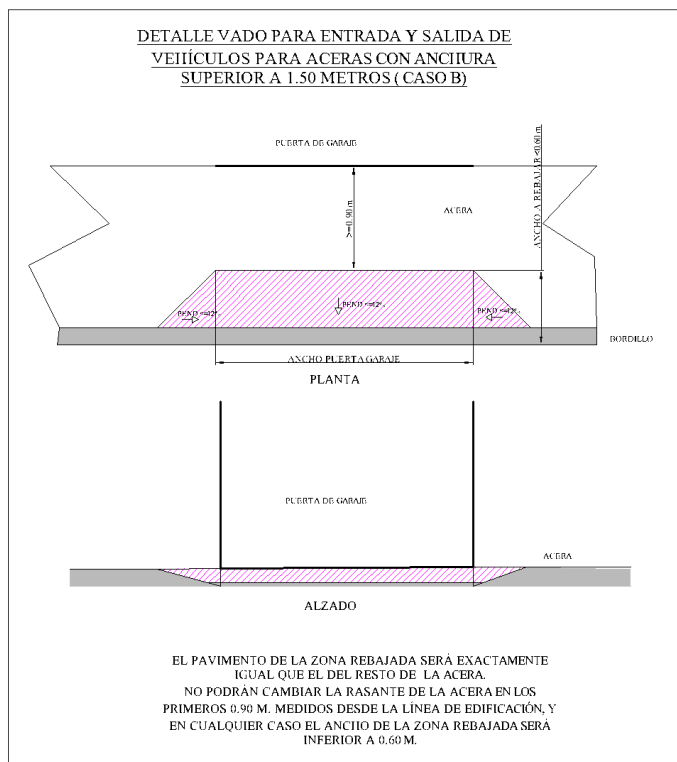 DETALLE VADO PARA ENTRADA Y SALIDA DE
VEHÍCULOS PARA ACERAS CON ANCHURA
SUPERIOR A 1.50 METROS ( CASO B)
PUERTA DE GARAJE
ANCHO A REBAJAR <0.60 m
>=0.90 m
ACERA
PEND <=12%
PEND <=12%
PEND <=12%
BORDILLO
ANCHO PUERTA GARAJE
PLANTA
PUERTA DE GARAJE
ACERA
ALZADO
EL PAVIMENTO DE LA ZONA REBAJADA SERÁ EXACTAMENTE
IGUAL QUE EL DEL RESTO DE LA ACERA.
NO PODRÁN CAMBIAR LA RASANTE DE LA ACERA EN LOS
PRIMEROS 0.90 M. MEDIDOS DESDE LA LÍNEA DE EDIFICACIÓN, Y
EN CUALQUIER CASO EL ANCHO DE LA ZONA REBAJADA SERÁ
INFERIOR A 0.60 M.